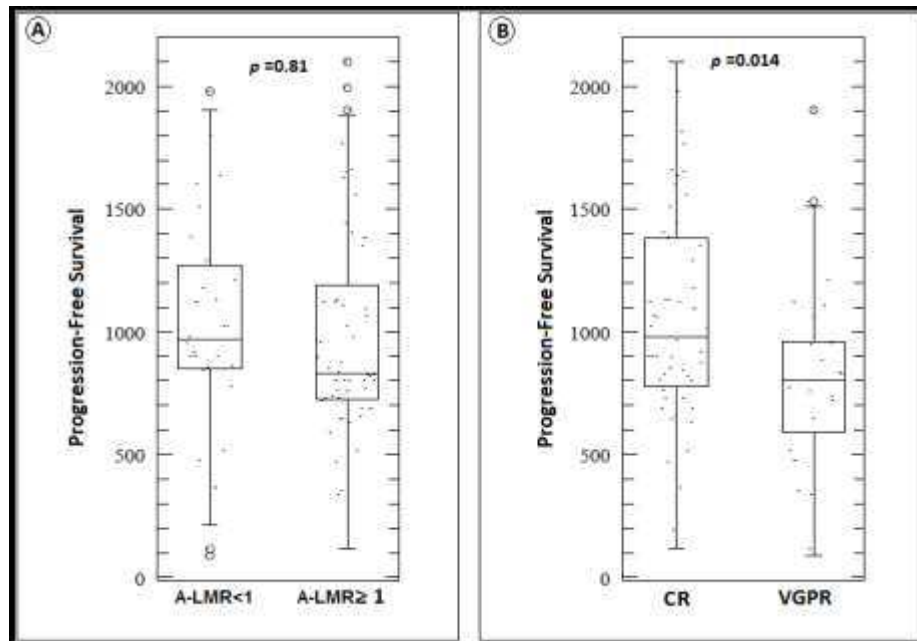 A
p =0.81
2000
1500
1000
500
0
Progression-Free Survival
A-LMR<1
A-LMR≥ 1
B
p =0.014
2000
1500
1000
500
0
Progression-Free Survival
CR
VGPR